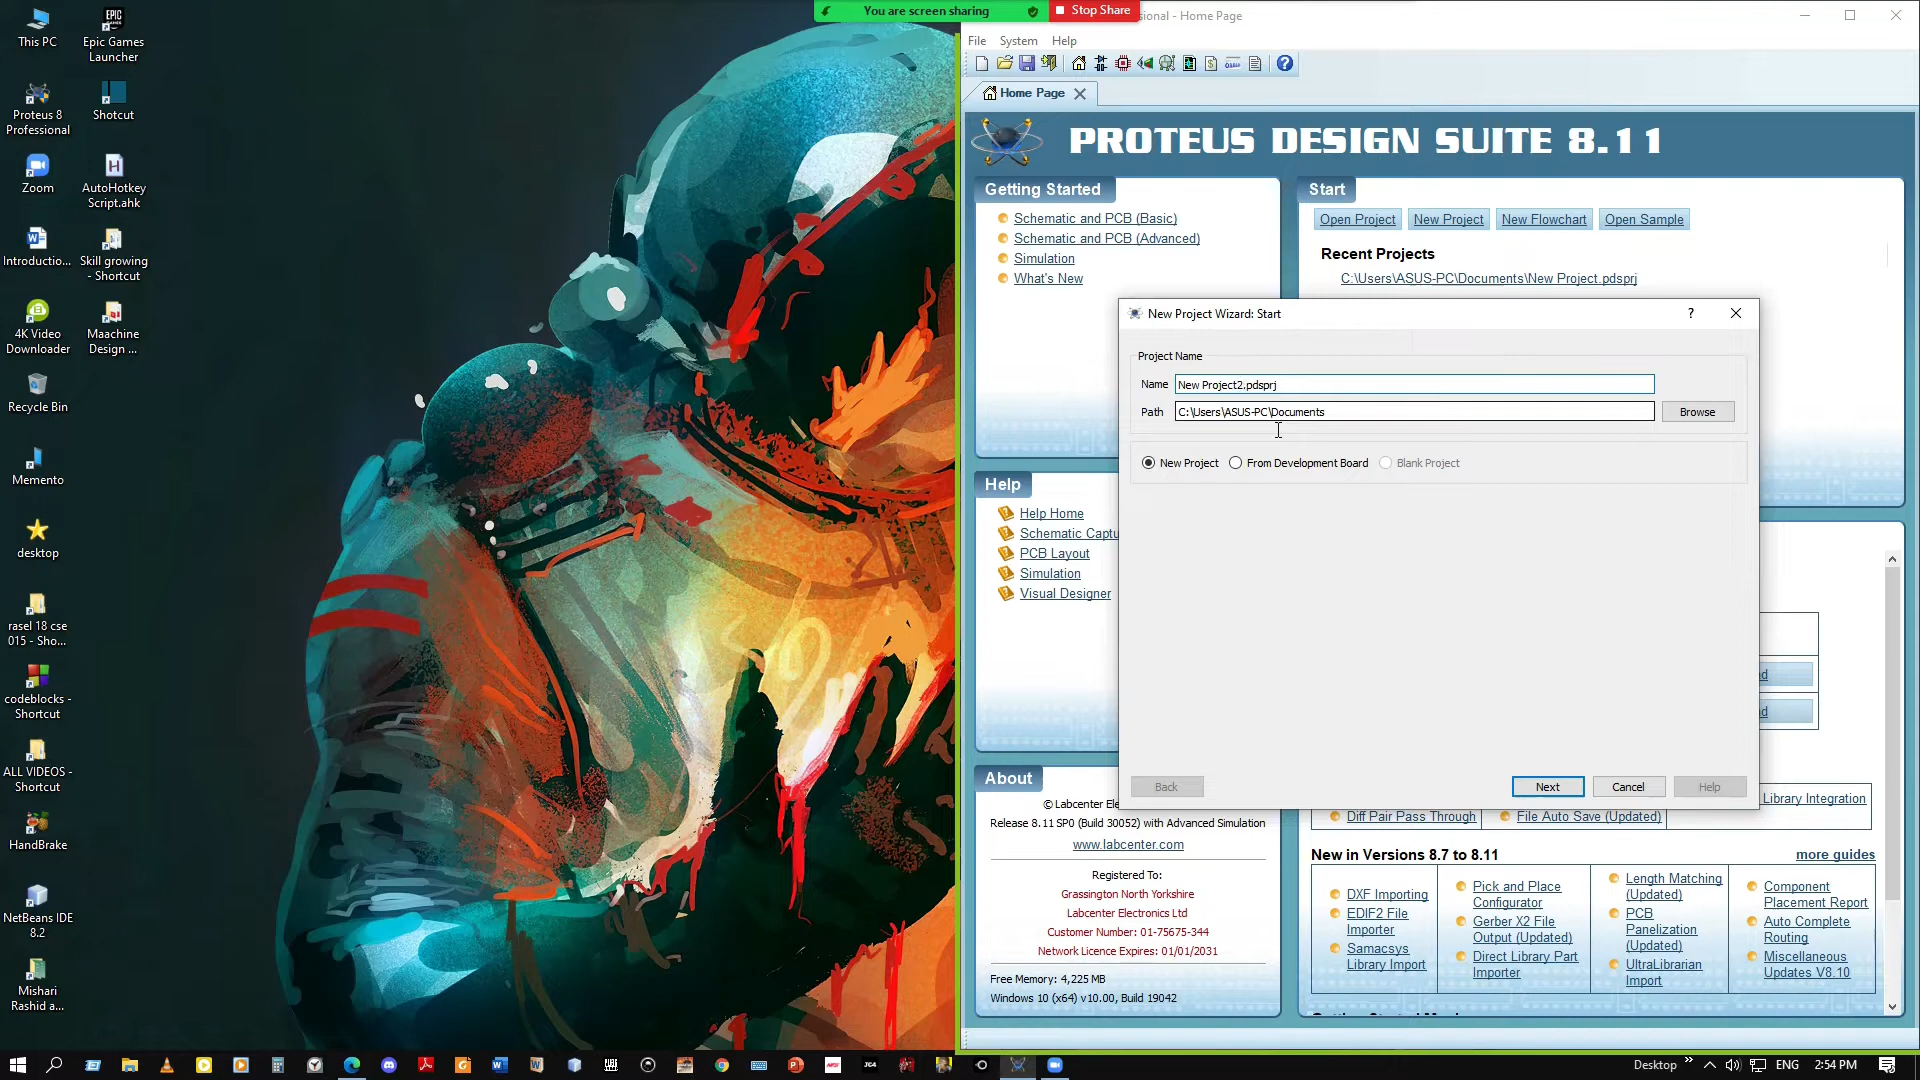 You are screen sharing
Stop Share
This PC
Epic Games
Launcher
Proteus 8
Professional
Shotcut
Zoom
AutoHotkey
Script.ahk
Introductio...
Skill growing
- Shortcut
4K Video
Downloader
Maachine
Design ...
Recycle Bin
Memento
desktop
rasel 18 cse
015 - Sho...
codeblocks -
Shortcut
ALL VIDEOS -
Shortcut
HandBrake
NetBeans IDE
8.2
Mishari
Rashid a...
ssional - Home Page
File System Help
Home Page
PROTEUS DESIGN SUITE 8.11
Getting Started
Schematic and PCB (Basic)
Schematic and PCB (Advanced)
Simulation
What's New
Start
Open Project New Project New Flowchart Open Sample
Recent Projects
C:\Users\ASUS-PC\Documents\New Project.pdsprj
Help
Help Home
Schematic Captu
PCB Layout
Simulation
Visual Designer
New Project Wizard: Start
Project Name
Name New Project2.pdsprj
Path C:\Users\ASUS-PC\Documents Browse
New Project From Development Board Blank Project
Back Next Cancel Help
About
© Labcenter Ele
Release 8.11 SP0 (Build 30052) with Advanced Simulation
www.labcenter.com
Registered To:
Grassington North Yorkshire
Labcenter Electronics Ltd
Customer Number: 01-75675-344
Network Licence Expires: 01/01/2031
Free Memory: 4,225 MB
Windows 10 (x64) v10.00, Build 19042
d
d
Library Integration
Diff Pair Pass Through File Auto Save (Updated)
New in Versions 8.7 to 8.11 more guides
DXF Importing
EDIF2 File
Importer
Samacsys
Library Import
Pick and Place
Configurator
Gerber X2 File
Output (Updated)
Direct Library Part
Importer
Length Matching
(Updated)
PCB
Panelization
(Updated)
UltraLibrarian
Import
Component
Placement Report
Auto Complete
Routing
Miscellaneous
Updates V8.10
Desktop ENG 2:54 PM